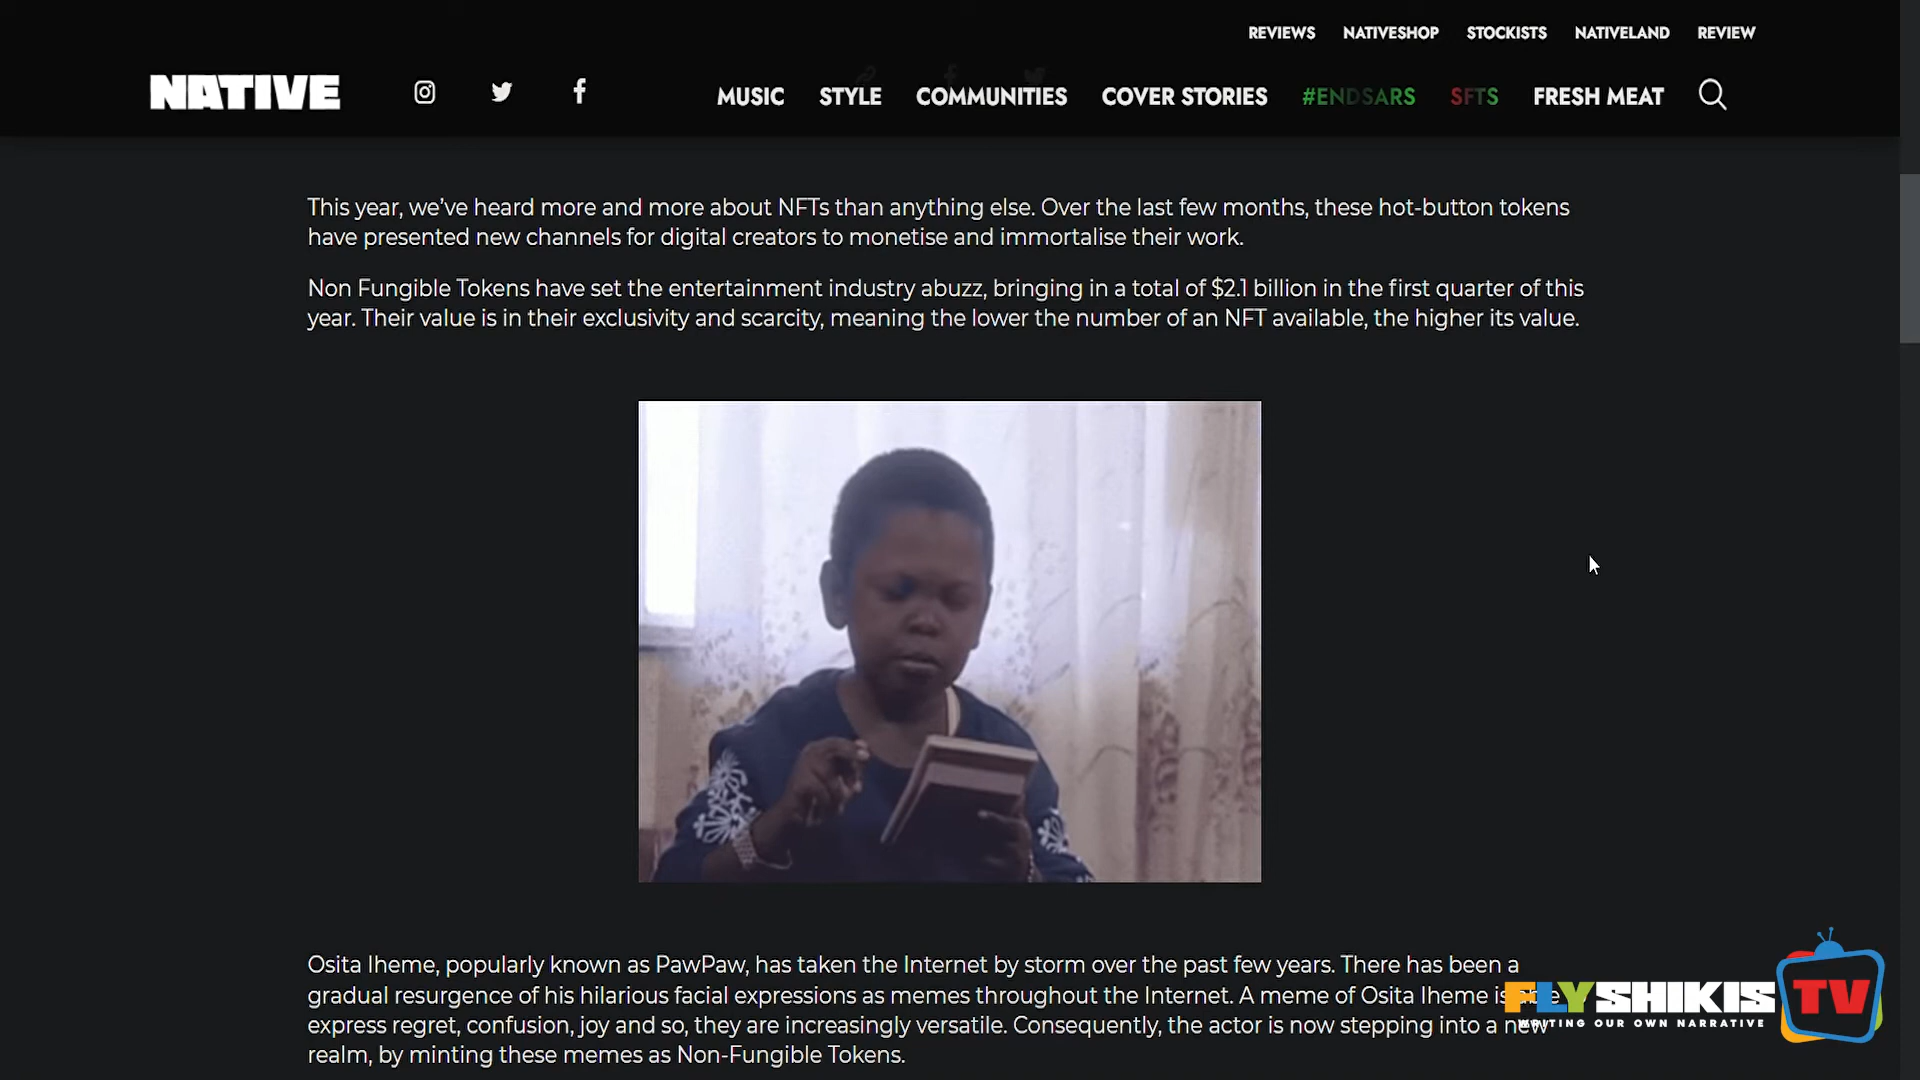 REVIEWS NATIVESHOP STOCKISTS NATIVELAND REVIEW
NATIVE
MUSIC STYLE COMMUNITIES COVER STORIES #ENDSARS SFTS FRESH MEAT
This year, we’ve heard more and more about NFTs than anything else. Over the last few months, these hot-button tokens
have presented new channels for digital creators to monetise and immortalise their work.
Non Fungible Tokens have set the entertainment industry abuzz, bringing in a total of $2.1 billion in the first quarter of this
year. Their value is in their exclusivity and scarcity, meaning the lower the number of an NFT available, the higher its value.
Osita Iheme, popularly known as PawPaw, has taken the Internet by storm over the past few years. There has been a
gradual resurgence of his hilarious facial expressions as memes throughout the Internet. A meme of Osita Iheme is
express regret, confusion, joy and so, they are increasingly versatile. Consequently, the actor is now stepping into a new
realm, by minting these memes as Non-Fungible Tokens.
FLYSHIKIS TV
WRITING OUR OWN NARRATIVE